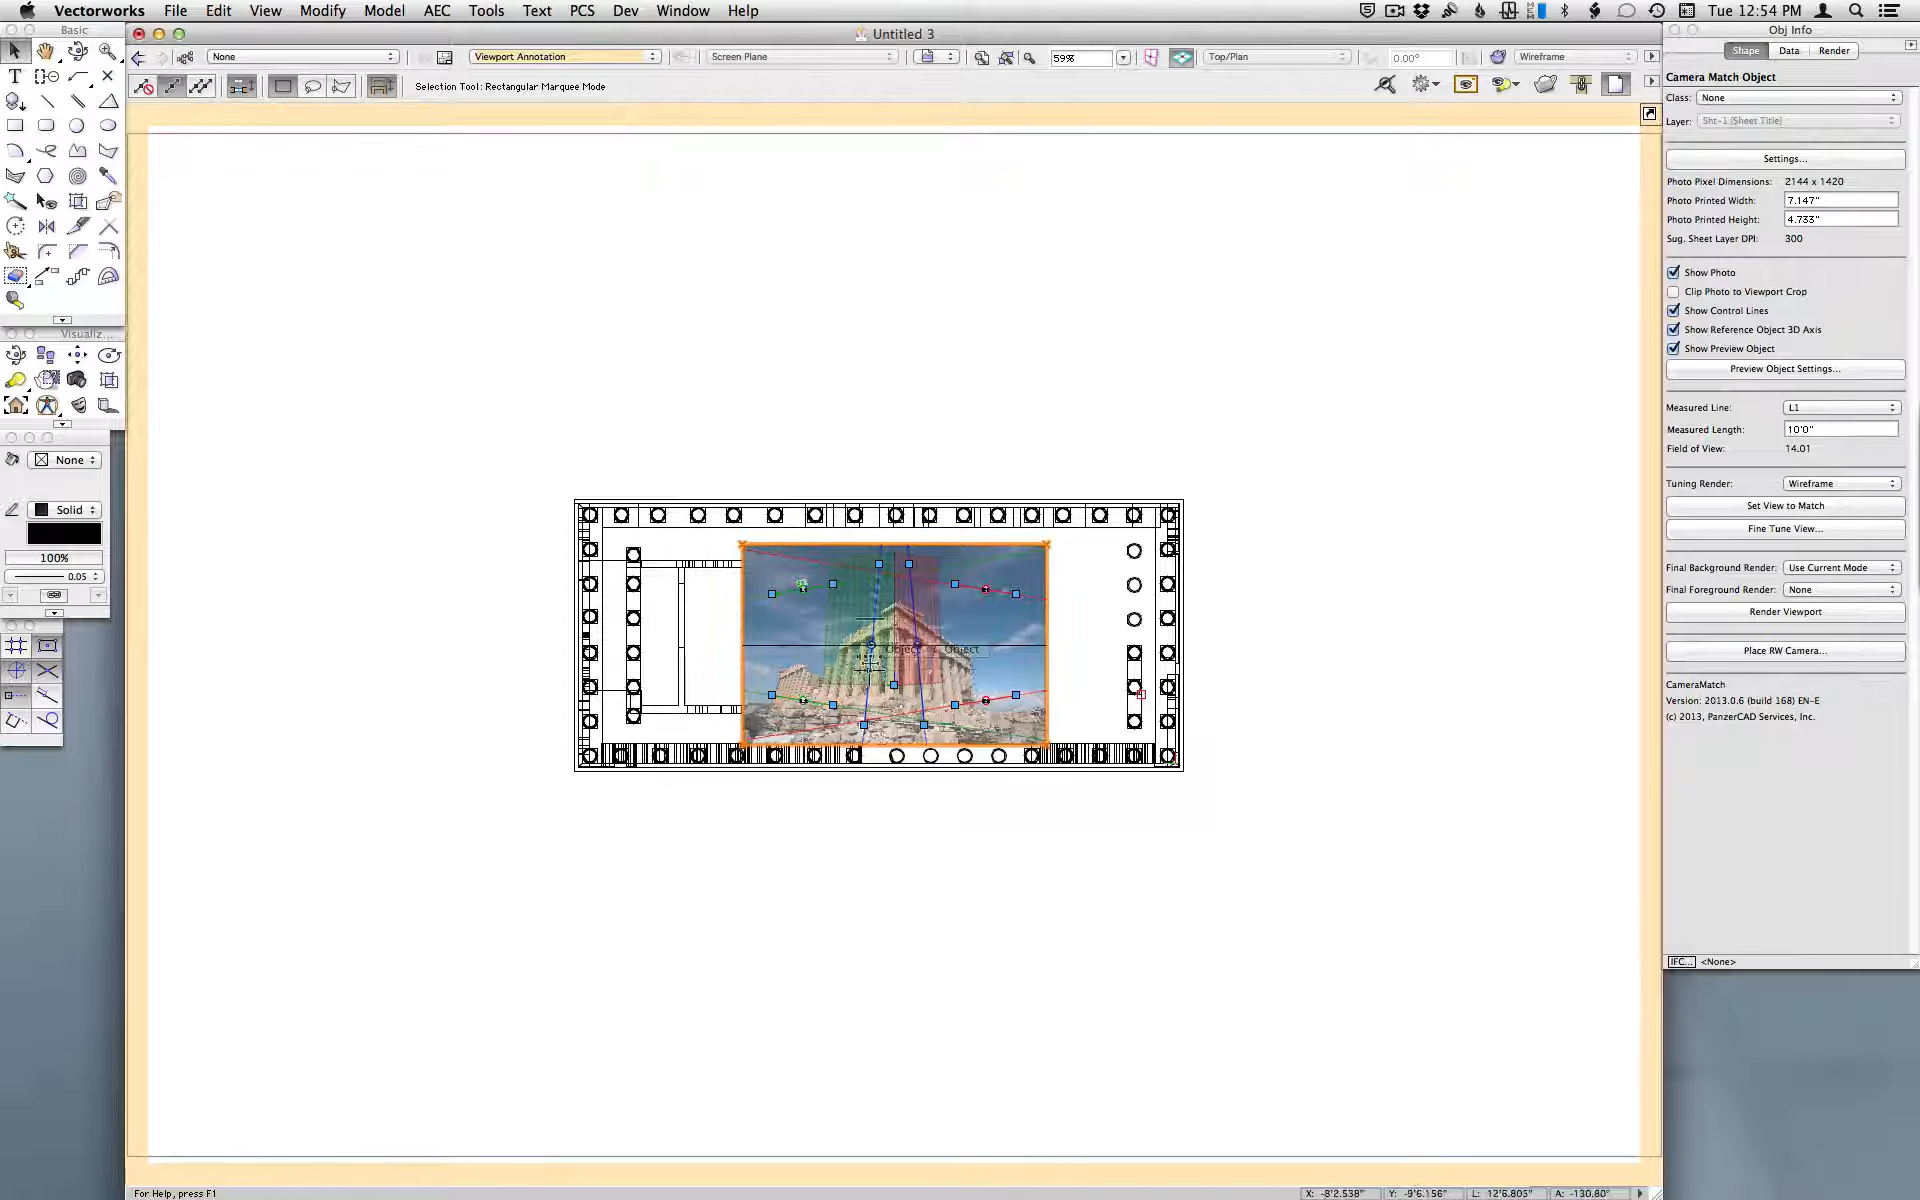 Vectorworks File Edit View Modify Model AEC Tools Text PCS Dev Window Help
Tue 12:54 PM
Basic
Untitled 3
None
Viewport Annotation
Screen Plane
59%
Top/Plan
0.00°
Wireframe
Selection Tool: Rectangular Marquee Mode
Visualiz...
None
Solid
100%
0.05
Object Object
For Help, press F1
X: -8'2.538"
Y: -9'6.156"
L: 12'6.803"
A: -130.80°
Obj Info
Shape Data Render
Camera Match Object
Class: None
Layer: Sht-1 [Sheet Title]
Settings...
Photo Pixel Dimensions: 2144 x 1420
Photo Printed Width: 7.147"
Photo Printed Height: 4.733"
Sug. Sheet Layer DPI: 300
Show Photo
Clip Photo to Viewport Crop
Show Control Lines
Show Reference Object 3D Axis
Show Preview Object
Preview Object Settings...
Measured Line: L1
Measured Length: 10'0"
Field of View: 14.01
Tuning Render: Wireframe
Set View to Match
Fine Tune View...
Final Background Render: Use Current Mode
Final Foreground Render: None
Render Viewport
Place RW Camera...
CameraMatch
Version: 2013.0.6 (build 168) EN-E
(c) 2013, PanzerCAD Services, Inc.
IFC... <None>